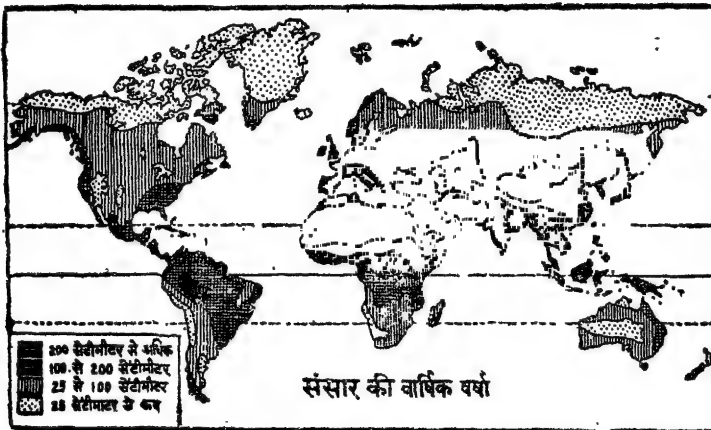 200 सेंटीमीटर से अधिक
100 से 200 सेंटीमीटर
25 से 100 सेंटीमीटर
25 सेंटीमीटर से कम
संसार की वार्षिक वर्षा